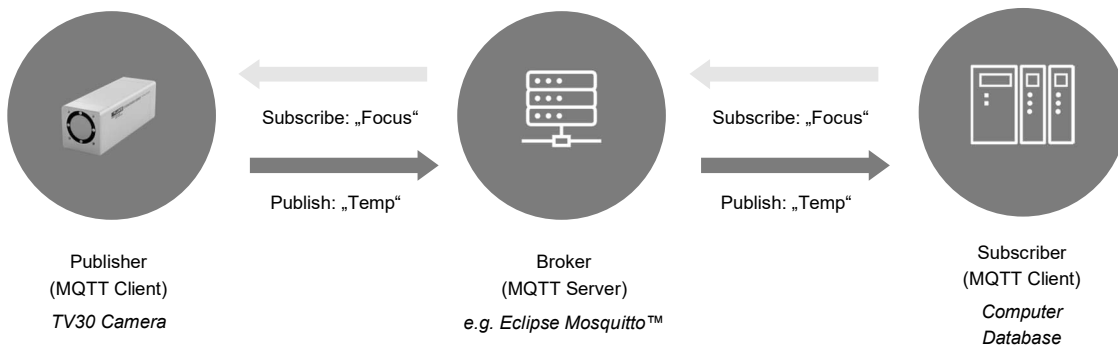 Subscribe: „Focus“
Subscribe: „Focus“
Publish: „Temp“
Publish: „Temp“
Publisher
(MQTT Client)
TV30 Camera
Broker
(MQTT Server)
e.g. Eclipse Mosquitto™
Subscriber
(MQTT Client)
Computer
Database